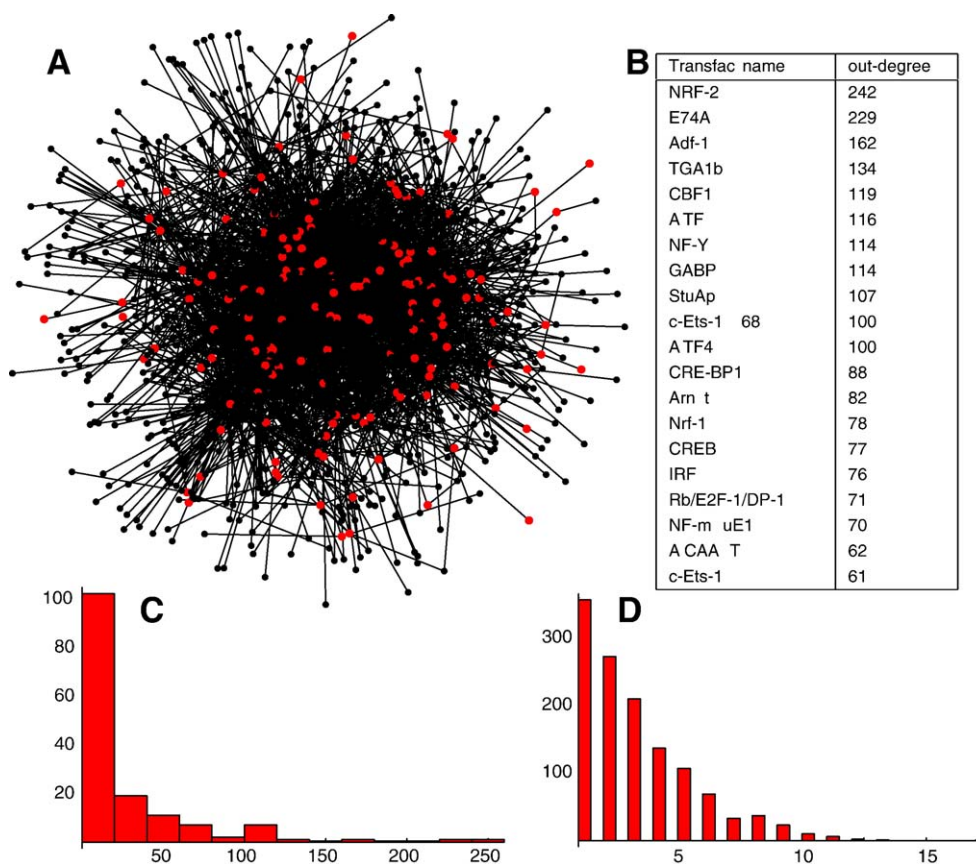 A
B
Transfac name out-degree
NRF-2 242
E74A 229
Adf-1 162
TGA1b 134
CBF1 119
ATF 116
NF-Y 114
GABP 114
StuAp 107
c-Ets-1 68 100
ATF4 100
CRE-BP1 88
Arn t 82
Nrf-1 78
CREB 77
IRF 76
Rb/E2F-1/DP-1 71
NF-m uE1 70
ACAA T 62
c-Ets-1 61
C
100
80
60
40
20
50 100 150 200 250
D
300
200
100
5 10 15